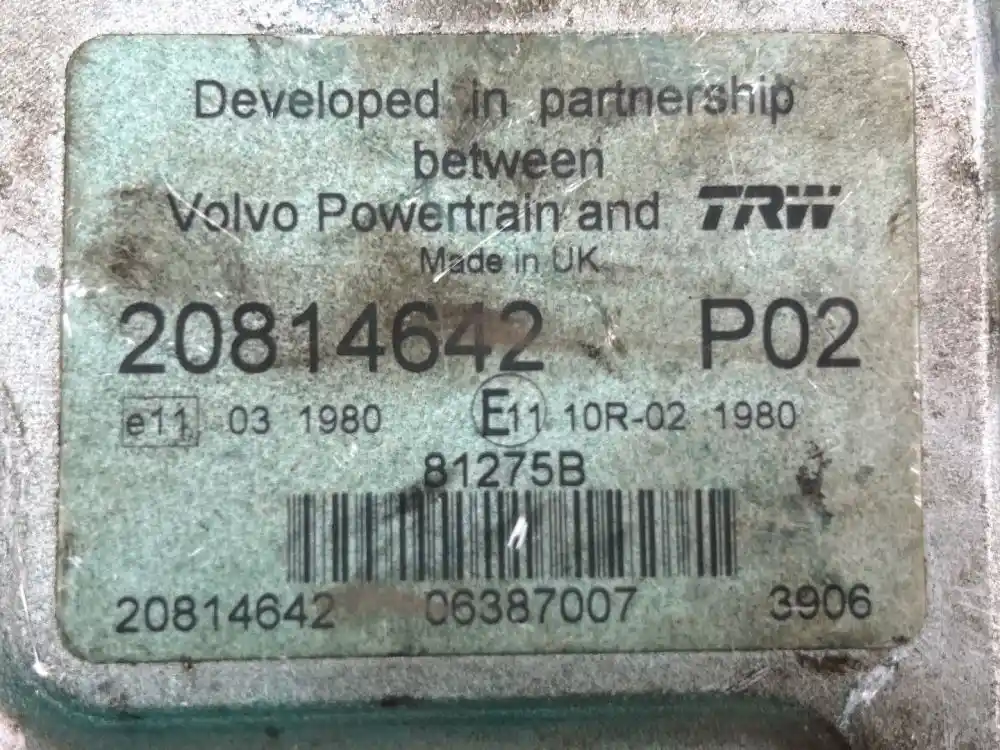 Developed in partnership
between
Volvo Powertrain and TRW
Made in UK
20814642 P02
e11 03 1980 E11 10R-02 1980
81275B
20814642 06387007 3906